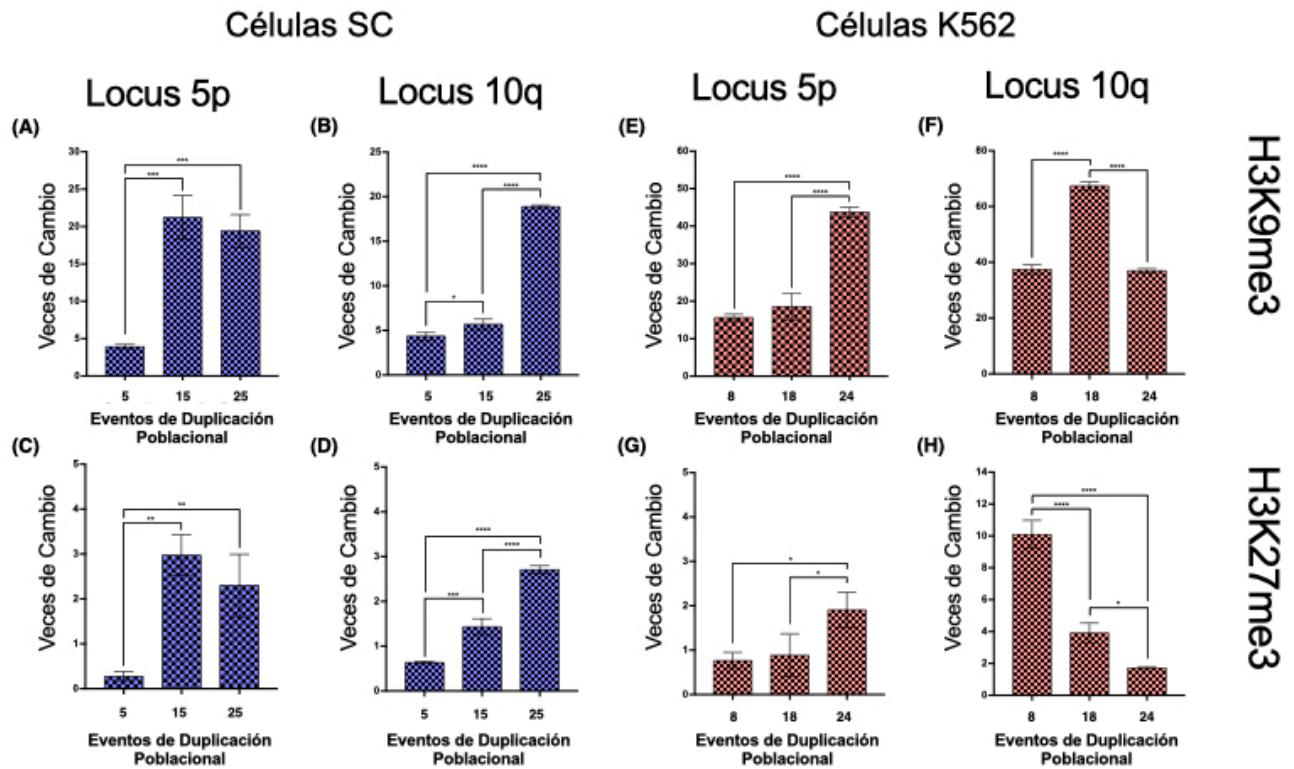 Células SC
Células K562
Locus 5p
Locus 10q
Locus 5p
Locus 10q
(A)
Veces de Cambio
30
25
20
15
10
5
0
***
***
5 15 25
Eventos de Duplicación
Poblacional
(B)
Veces de Cambio
25
20
15
10
5
0
****
****
*
5 15 25
Eventos de Duplicación
Poblacional
(E)
Veces de Cambio
60
50
40
30
20
10
0
****
****
8 18 24
Eventos de Duplicación
Poblacional
(F)
Veces de Cambio
80
60
40
20
0
****
****
8 18 24
Eventos de Duplicación
Poblacional
H3K9me3
(C)
Veces de Cambio
5
4
3
2
1
0
**
**
5 15 25
Eventos de Duplicación
Poblacional
(D)
Veces de Cambio
5
4
3
2
1
0
****
****
***
5 15 25
Eventos de Duplicación
Poblacional
(G)
Veces de Cambio
5
4
3
2
1
0
*
*
8 18 24
Eventos de Duplicación
Poblacional
(H)
Veces de Cambio
14
12
10
8
6
4
2
0
****
****
*
8 18 24
Eventos de Duplicación
Poblacional
H3K27me3